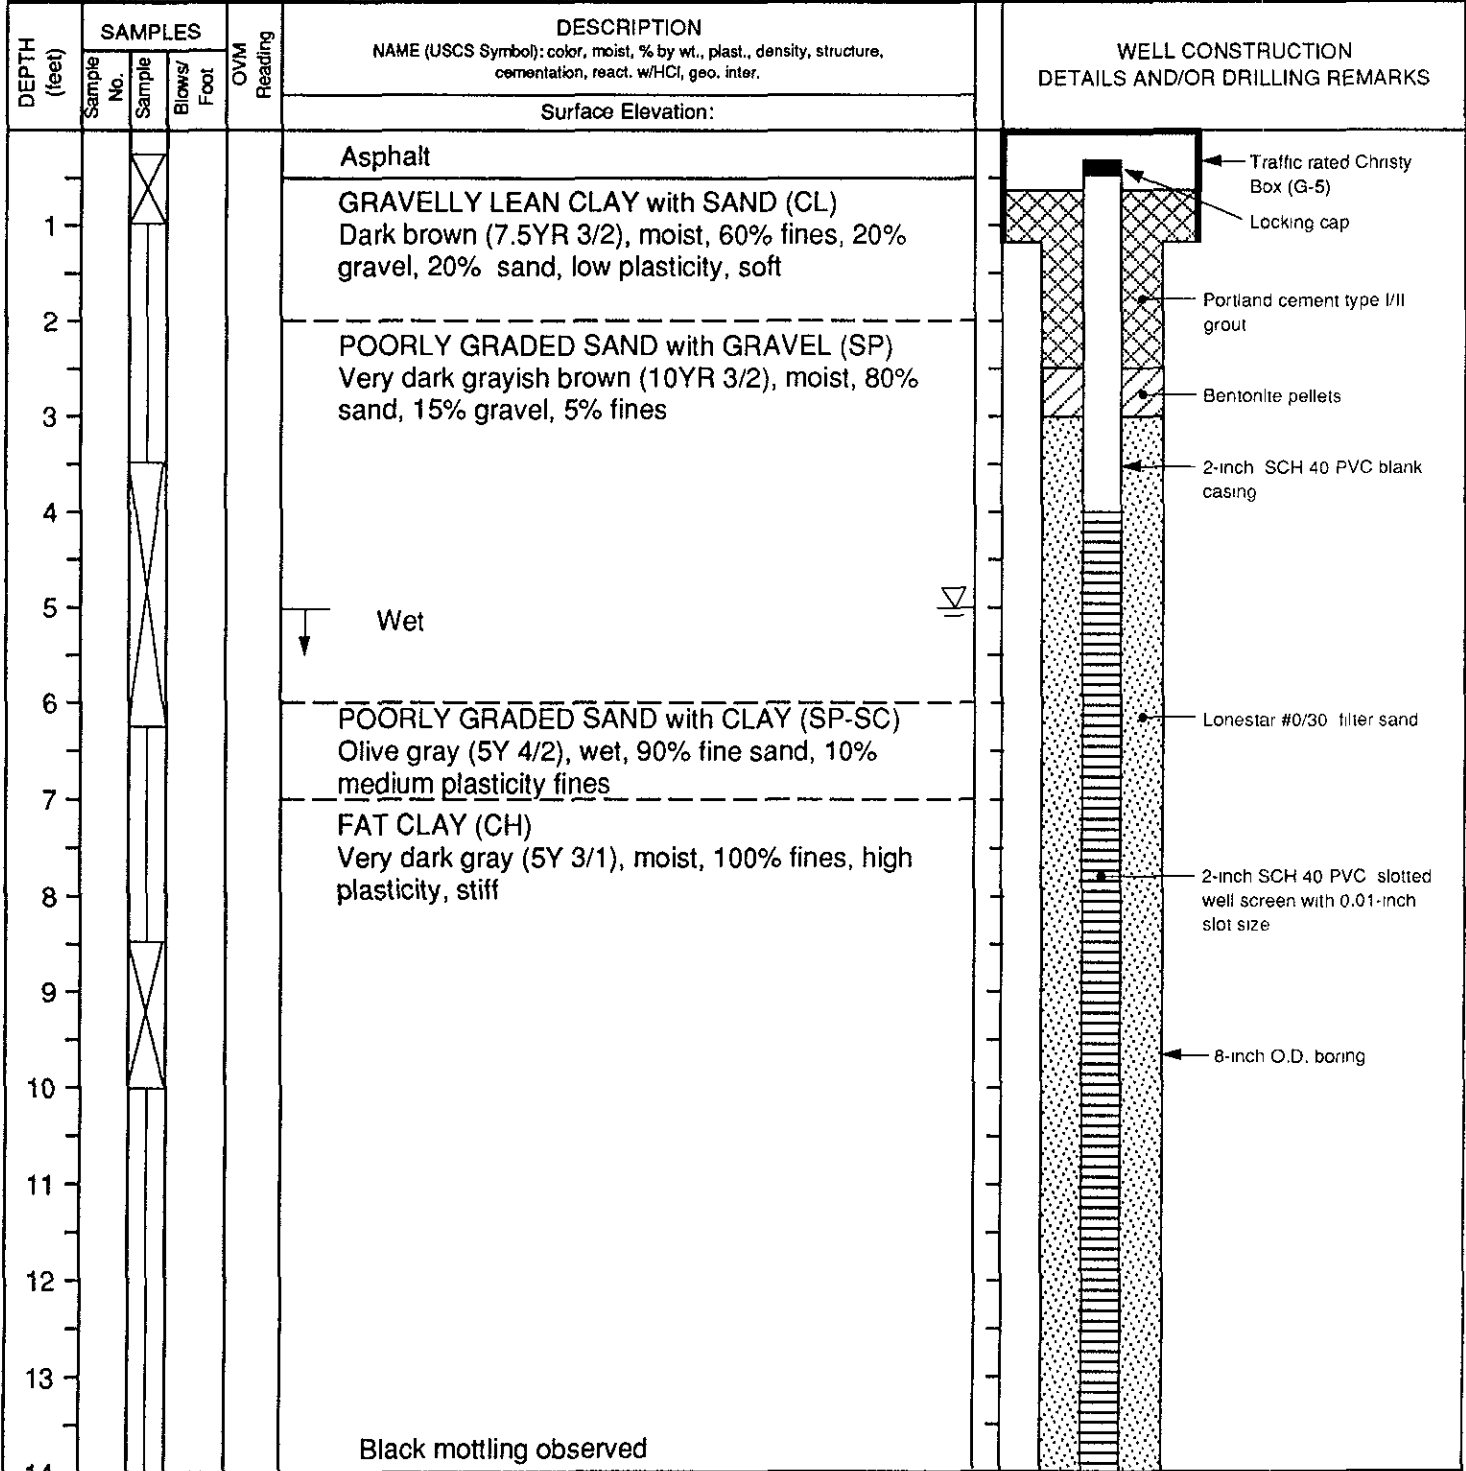 DEPTH
(feet)
SAMPLES
Sample
No.
Sample
Blows/
Foot
OVM
Reading
DESCRIPTION
NAME (USCS Symbol): color, moist, % by wt., plast., density, structure,
cementation, react. w/HCl, geo. inter.
Surface Elevation:
WELL CONSTRUCTION
DETAILS AND/OR DRILLING REMARKS
Asphalt
GRAVELLY LEAN CLAY with SAND (CL)
Dark brown (7.5YR 3/2), moist, 60% fines, 20%
gravel, 20% sand, low plasticity, soft
POORLY GRADED SAND with GRAVEL (SP)
Very dark grayish brown (10YR 3/2), moist, 80%
sand, 15% gravel, 5% fines
Wet
POORLY GRADED SAND with CLAY (SP-SC)
Olive gray (5Y 4/2), wet, 90% fine sand, 10%
medium plasticity fines
FAT CLAY (CH)
Very dark gray (5Y 3/1), moist, 100% fines, high
plasticity, stiff
Black mottling observed
1
2
3
4
5
6
7
8
9
10
11
12
13
14
Traffic rated Christy
Box (G-5)
Locking cap
Portland cement type I/II
grout
Bentonite pellets
2-inch SCH 40 PVC blank
casing
Lonestar #0/30 filter sand
2-inch SCH 40 PVC slotted
well screen with 0.01-inch
slot size
8-inch O.D. boring